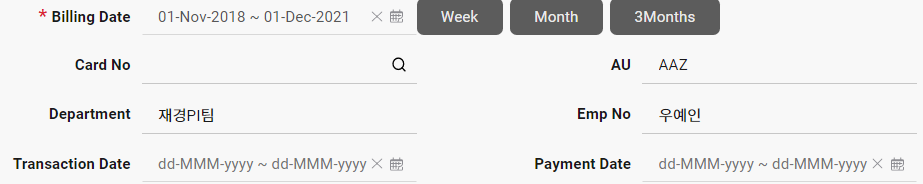 * Billing Date 01-Nov-2018 ~ 01-Dec-2021 Week Month 3Months
Card No AU AAZ
Department 재경PI팀 Emp No 우예인
Transaction Date dd-MMM-yyyy ~ dd-MMM-yyyy Payment Date dd-MMM-yyyy ~ dd-MMM-yyyy